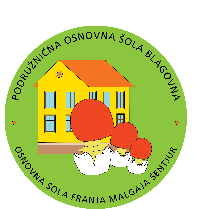 PODRUŽNIČNA OSNOVNA ŠOLA BLAGOVNA
OSNOVNA ŠOLA FRANJA MALGAJA ŠENTJUR